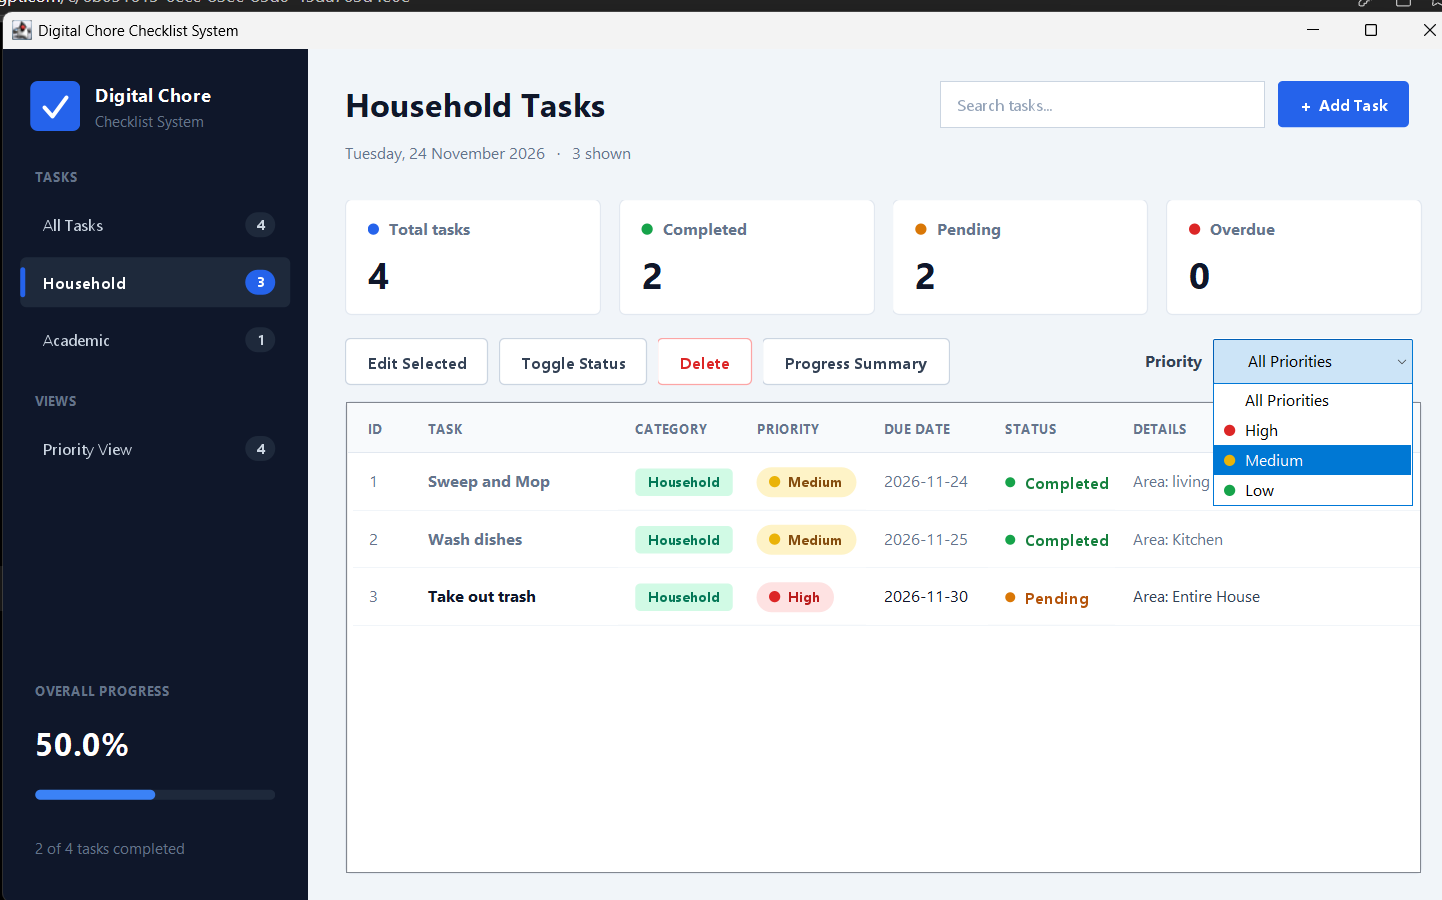 Digital Chore Checklist System
Digital Chore
Checklist System
TASKS
All Tasks 4
Household 3
Academic 1
VIEWS
Priority View 4
OVERALL PROGRESS
50.0%
2 of 4 tasks completed
Household Tasks
Search tasks...
+ Add Task
Tuesday, 24 November 2026 · 3 shown
Total tasks
4
Completed
2
Pending
2
Overdue
0
Edit Selected
Toggle Status
Delete
Progress Summary
Priority
All Priorities
All Priorities
High
Medium
Low
ID TASK CATEGORY PRIORITY DUE DATE STATUS DETAILS
1 Sweep and Mop Household Medium 2026-11-24 Completed Area: living
2 Wash dishes Household Medium 2026-11-25 Completed Area: Kitchen
3 Take out trash Household High 2026-11-30 Pending Area: Entire House